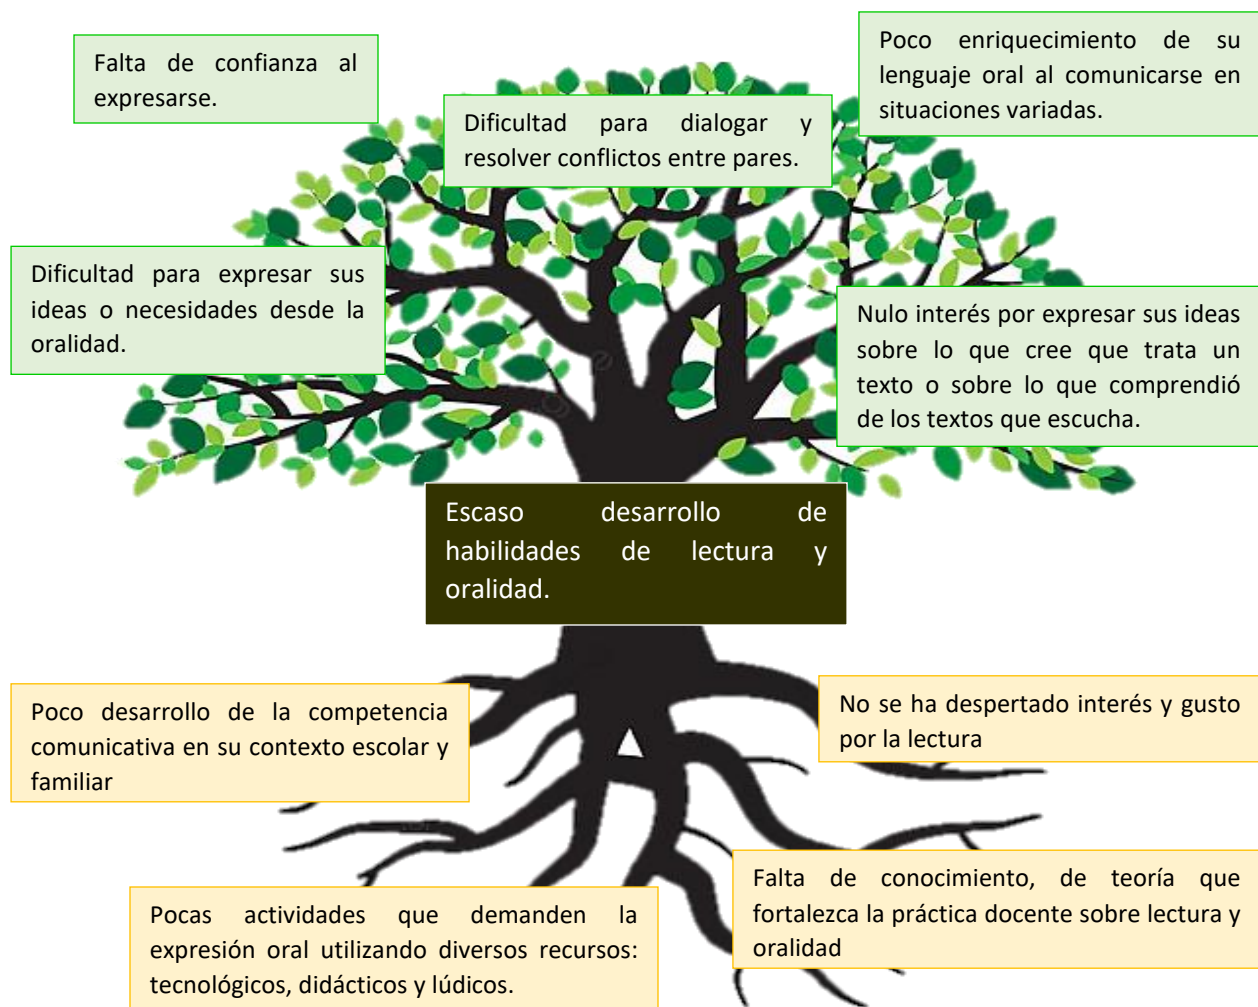 Falta de confianza al
expresarse.
Dificultad para dialogar y
resolver conflictos entre pares.
Poco enriquecimiento de su
lenguaje oral al comunicarse en
situaciones variadas.
Dificultad para expresar sus
ideas o necesidades desde la
oralidad.
Nulo interés por expresar sus ideas
sobre lo que cree que trata un
texto o sobre lo que comprendió
de los textos que escucha.
Escaso desarrollo de
habilidades de lectura y
oralidad.
Poco desarrollo de la competencia
comunicativa en su contexto escolar y
familiar
No se ha despertado interés y gusto
por la lectura
Pocas actividades que demanden la
expresión oral utilizando diversos recursos:
tecnológicos, didácticos y lúdicos.
Falta de conocimiento, de teoría que
fortalezca la práctica docente sobre lectura y
oralidad